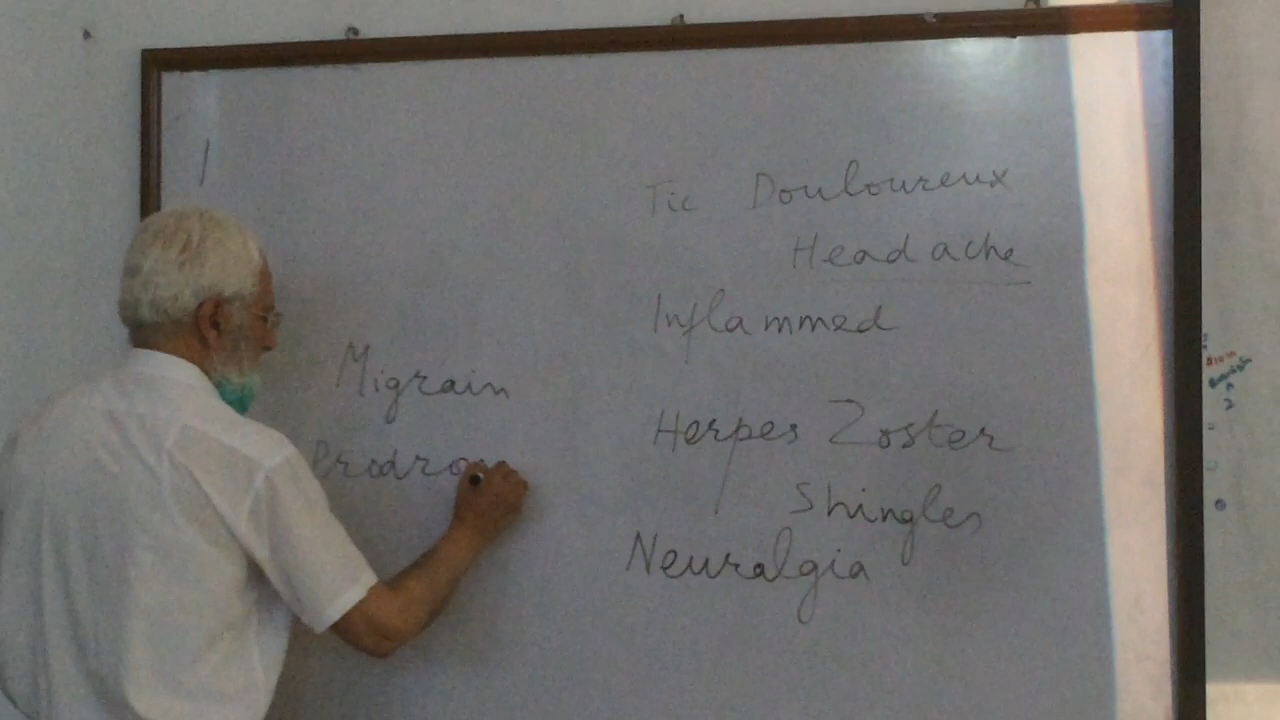 Tic Douloureux
Headache
Inflammed
Migrain
Prodrom
Herpes Zoster
Shingles
Neuralgia